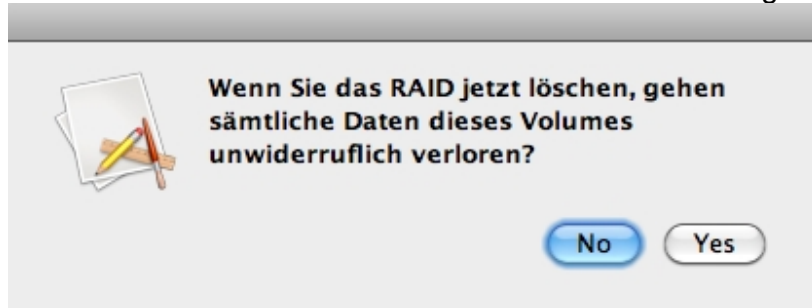 Wenn Sie das RAID jetzt löschen, gehen
sämtliche Daten dieses Volumes
unwiderruflich verloren?
No
Yes